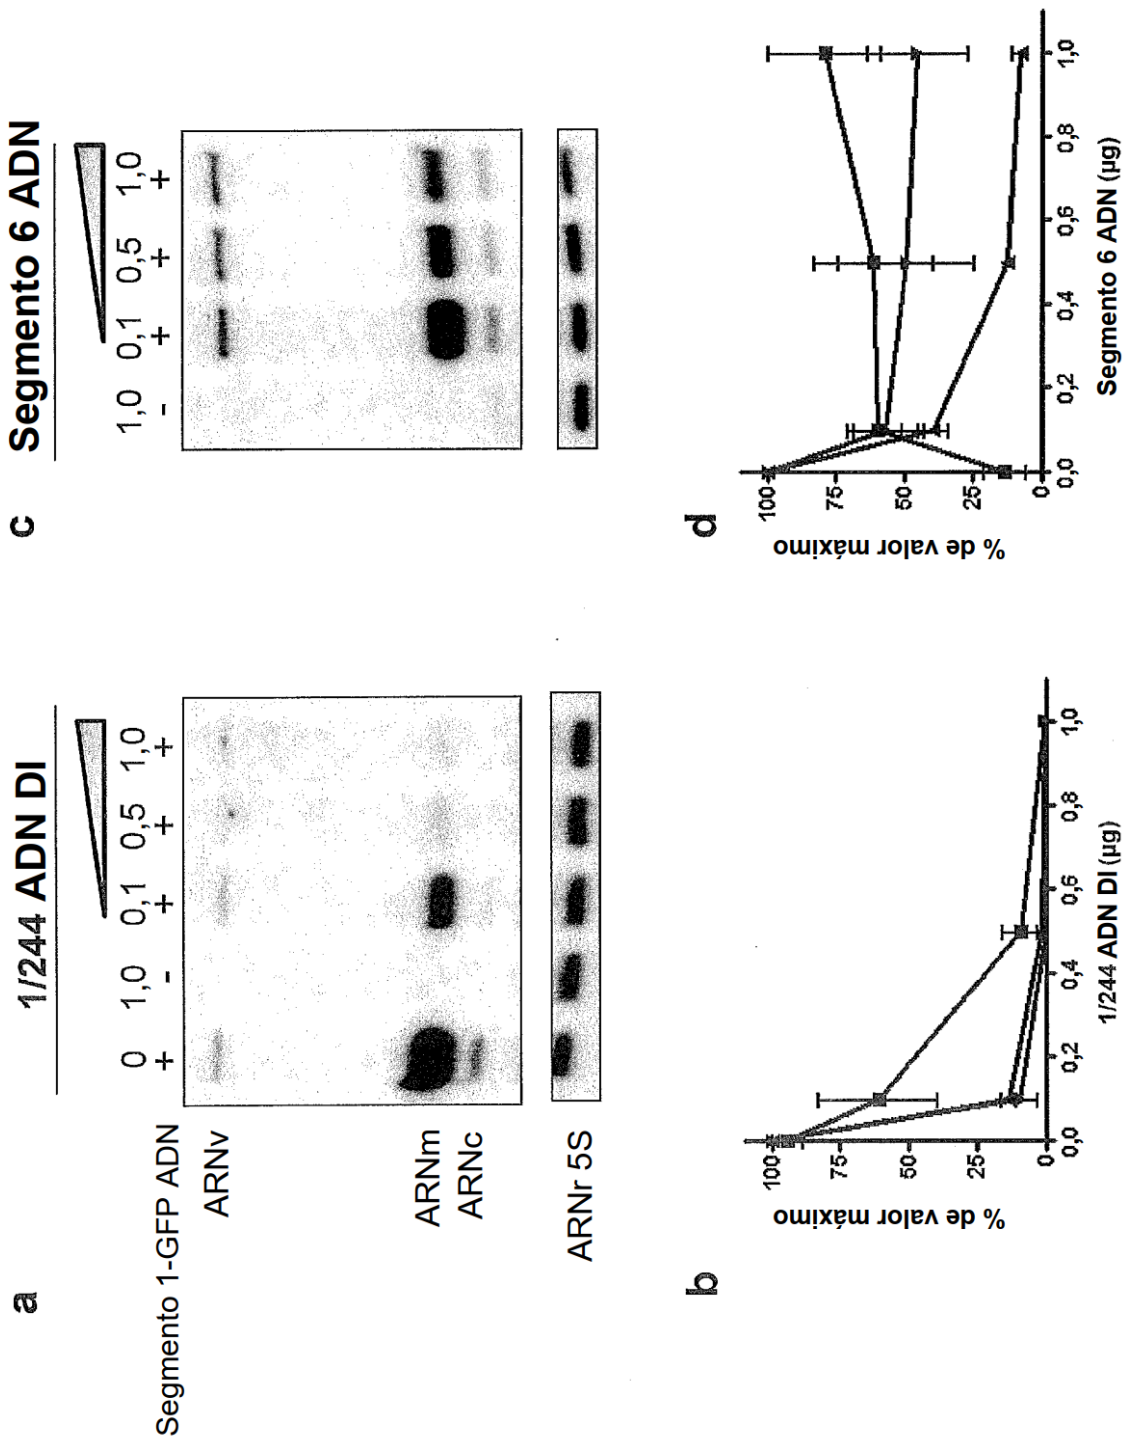 a
1/244 ADN DI
0 1,0 0,1 0,5 1,0
Segmento 1-GFP ADN + - + + +
ARNv
ARNm
ARNc
ARNr 5S
c
Segmento 6 ADN
1,0 0,1 0,5 1,0
- + + +
b
% de valor máximo
100
75
50
25
0
0,0 0,2 0,4 0,6 0,8 1,0
1/244 ADN DI (µg)
d
% de valor máximo
100
75
50
25
0
0,0 0,2 0,4 0,6 0,8 1,0
Segmento 6 ADN (µg)